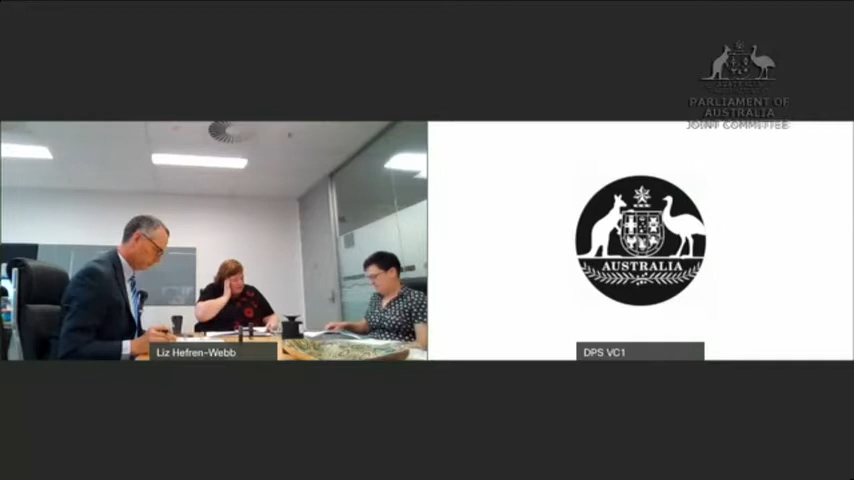 PARLIAMENT OF
AUSTRALIA
JOINT COMMITTEE
AUSTRALIA
Liz Hefren-Webb
DPS VC1